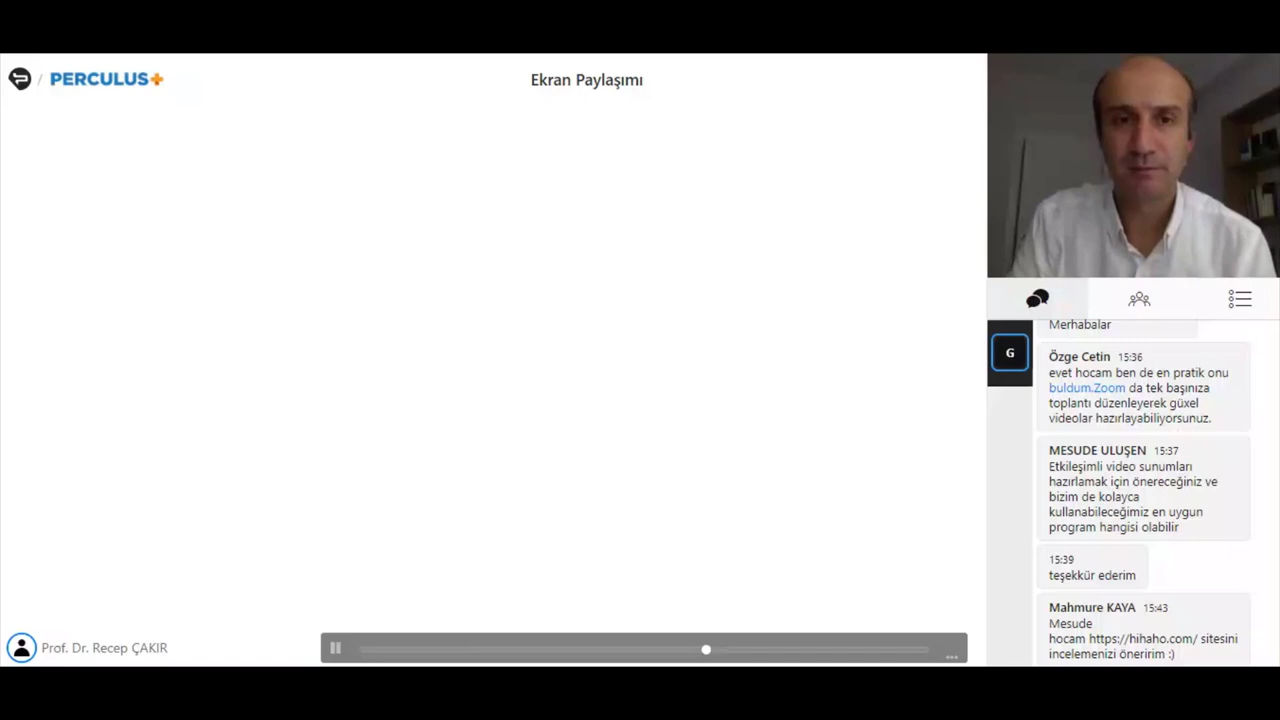 / PERCULUS+
Ekran Paylaşımı
Merhabalar
G
Özge Cetin 15:36
evet hocam ben de en pratik onu
buldum.Zoom da tek başınıza
toplantı düzenleyerek güxel
videolar hazırlayabiliyorsunuz.
MESUDE ULUŞEN 15:37
Etkileşimli video sunumları
hazırlamak için önereceğiniz ve
bizim de kolayca
kullanabileceğimiz en uygun
program hangisi olabilir
15:39
teşekkür ederim
Mahmure KAYA 15:43
Mesude
hocam https://hihaho.com/ sitesini
incelemenizi öneririm :)
Prof. Dr. Recep ÇAKIR